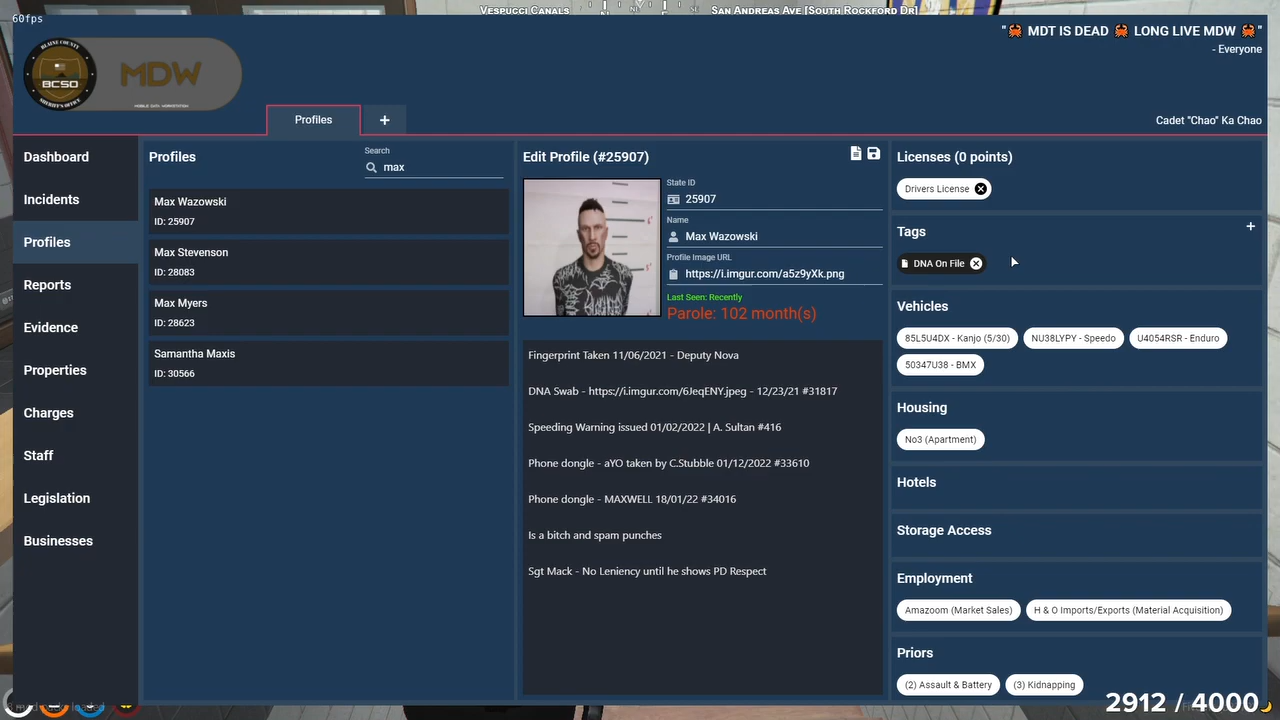 60fps
Vespucci Canals
San Andreas Ave [South Rockford Dr]
"🦀 MDT IS DEAD 🦀 LONG LIVE MDW 🦀"
- Everyone
BLAINE COUNTY
BCSO
SHERIFF'S OFFICE
MDW
MOBILE DATA WORKSTATION
Profiles
+
Cadet "Chao" Ka Chao
Dashboard
Incidents
Profiles
Reports
Evidence
Properties
Charges
Staff
Legislation
Businesses
Profiles
Search
max
Max Wazowski
ID: 25907
Max Stevenson
ID: 28083
Max Myers
ID: 28623
Samantha Maxis
ID: 30566
Edit Profile (#25907)
State ID
25907
Name
Max Wazowski
Profile Image URL
https://i.imgur.com/a5z9yXk.png
Last Seen: Recently
Parole: 102 month(s)
Fingerprint Taken 11/06/2021 - Deputy Nova
DNA Swab - https://i.imgur.com/6JeqENY.jpeg - 12/23/21 #31817
Speeding Warning issued 01/02/2022 | A. Sultan #416
Phone dongle - aYO taken by C.Stubble 01/12/2022 #33610
Phone dongle - MAXWELL 18/01/22 #34016
Is a bitch and spam punches
Sgt Mack - No Leniency until he shows PD Respect
Licenses (0 points)
Drivers License
Tags
+
DNA On File
Vehicles
85L5U4DX - Kanjo (5/30)
NU38LYPY - Speedo
U4054RSR - Enduro
50347U38 - BMX
Housing
No3 (Apartment)
Hotels
Storage Access
Employment
Amazoom (Market Sales)
H & O Imports/Exports (Material Acquisition)
Priors
(2) Assault & Battery
(3) Kidnapping
2912 / 4000